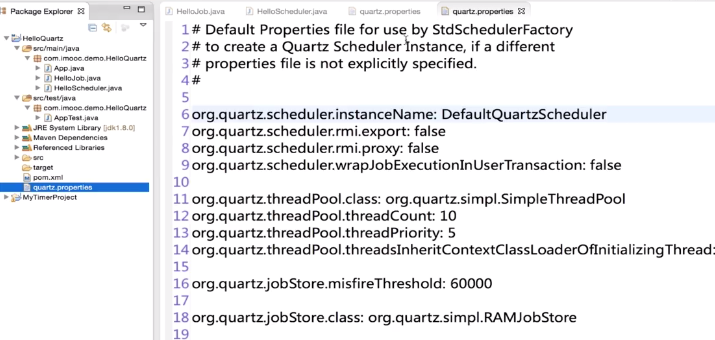 Package Explorer
HelloQuartz
src/main/java
com.imooc.demo.HelloQuartz
App.java
HelloJob.java
HelloScheduler.java
src/test/java
com.imooc.demo.HelloQuartz
AppTest.java
JRE System Library [jdk1.8.0]
Maven Dependencies
Referenced Libraries
src
target
pom.xml
quartz.properties
MyTimerProject
HelloJob.java HelloScheduler.java quartz.properties quartz.properties
1 # Default Properties file for use by StdSchedulerFactory
2 # to create a Quartz Scheduler Instance, if a different
3 # properties file is not explicitly specified.
4 #
5
6 org.quartz.scheduler.instanceName: DefaultQuartzScheduler
7 org.quartz.scheduler.rmi.export: false
8 org.quartz.scheduler.rmi.proxy: false
9 org.quartz.scheduler.wrapJobExecutionInUserTransaction: false
10
11 org.quartz.threadPool.class: org.quartz.simpl.SimpleThreadPool
12 org.quartz.threadPool.threadCount: 10
13 org.quartz.threadPool.threadPriority: 5
14 org.quartz.threadPool.threadsInheritContextClassLoaderOfInitializingThread:
15
16 org.quartz.jobStore.misfireThreshold: 60000
17
18 org.quartz.jobStore.class: org.quartz.simpl.RAMJobStore
19